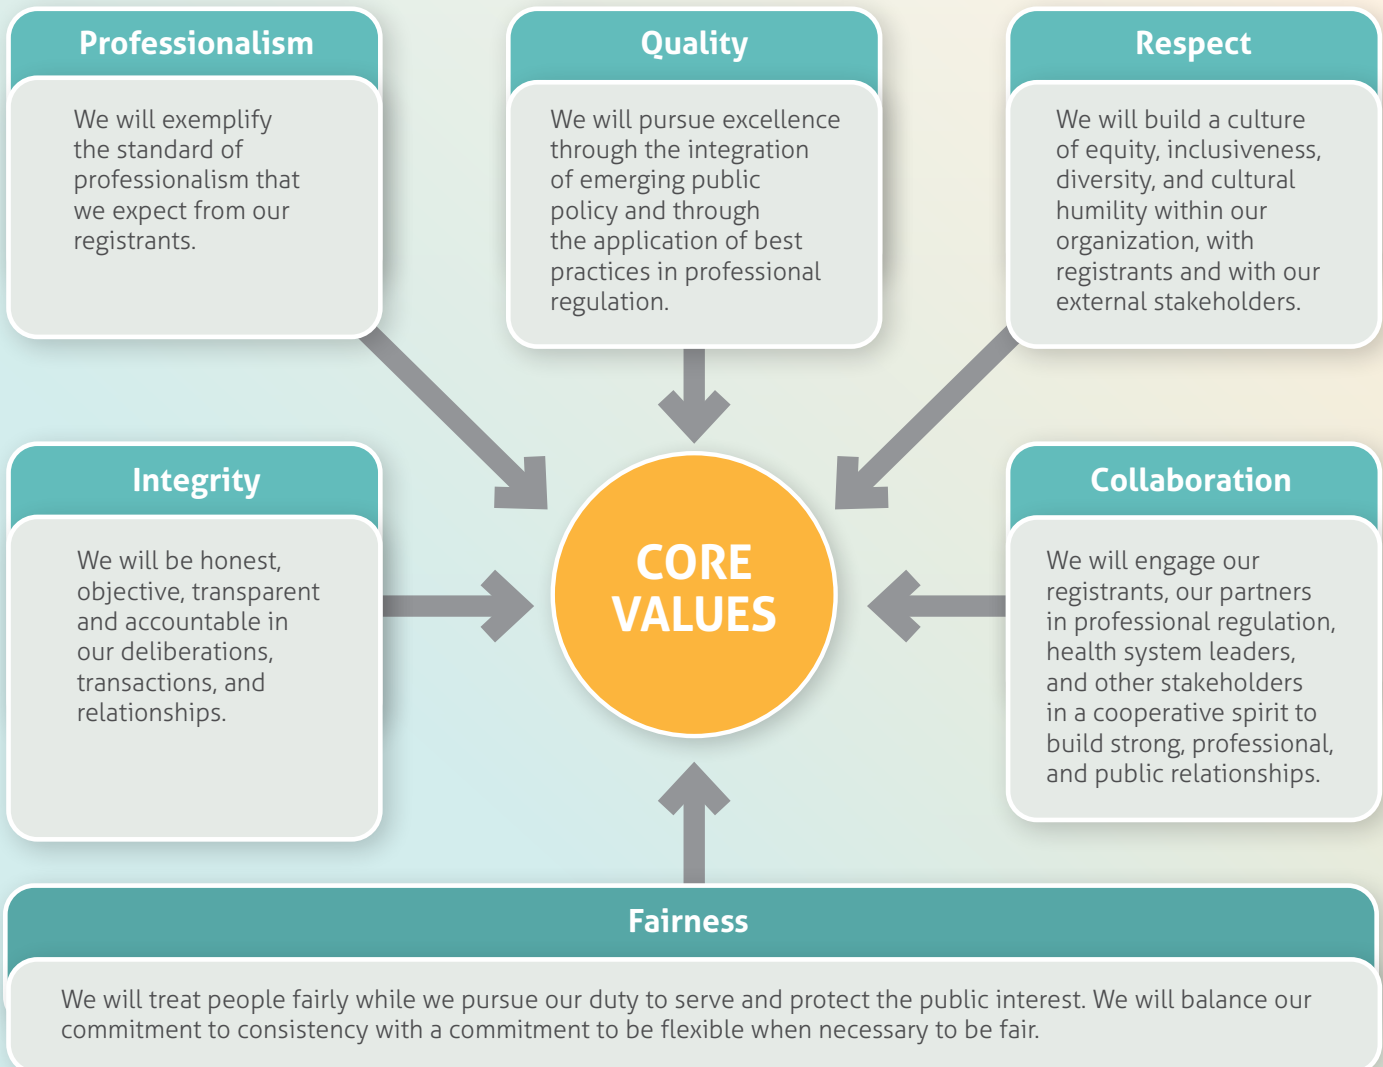 Professionalism
We will exemplify
the standard of
professionalism that
we expect from our
registrants.
Quality
We will pursue excellence
through the integration
of emerging public
policy and through
the application of best
practices in professional
regulation.
Respect
We will build a culture
of equity, inclusiveness,
diversity, and cultural
humility within our
organization, with
registrants and with our
external stakeholders.
Integrity
We will be honest,
objective, transparent
and accountable in
our deliberations,
transactions, and
relationships.
CORE
VALUES
Collaboration
We will engage our
registrants, our partners
in professional regulation,
health system leaders,
and other stakeholders
in a cooperative spirit to
build strong, professional,
and public relationships.
Fairness
We will treat people fairly while we pursue our duty to serve and protect the public interest. We will balance our
commitment to consistency with a commitment to be flexible when necessary to be fair.